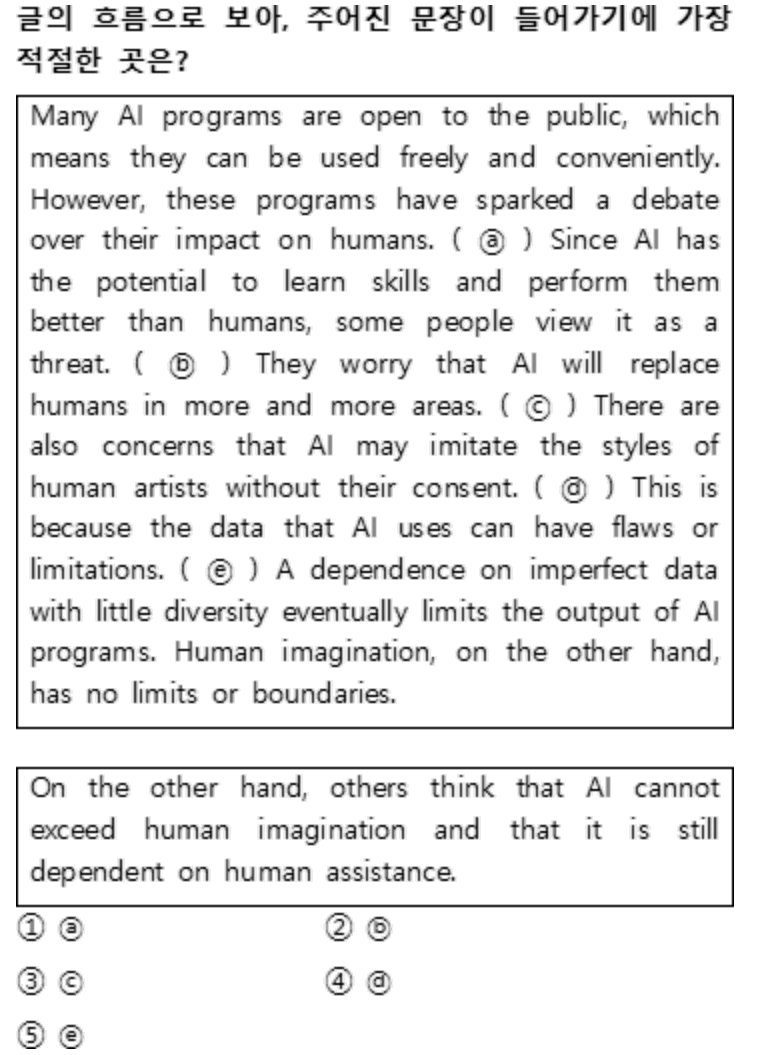 글의 흐름으로 보아, 주어진 문장이 들어가기에 가장
적절한 곳은?
Many AI programs are open to the public, which
means they can be used freely and conveniently.
However, these programs have sparked a debate
over their impact on humans. ( ⓐ ) Since AI has
the potential to learn skills and perform them
better than humans, some people view it as a
threat. ( ⓑ ) They worry that AI will replace
humans in more and more areas. ( ⓒ ) There are
also concerns that AI may imitate the styles of
human artists without their consent. ( ⓓ ) This is
because the data that AI uses can have flaws or
limitations. ( ⓔ ) A dependence on imperfect data
with little diversity eventually limits the output of AI
programs. Human imagination, on the other hand,
has no limits or boundaries.
On the other hand, others think that AI cannot
exceed human imagination and that it is still
dependent on human assistance.
① ⓐ ② ⓑ
③ ⓒ ④ ⓓ
⑤ ⓔ